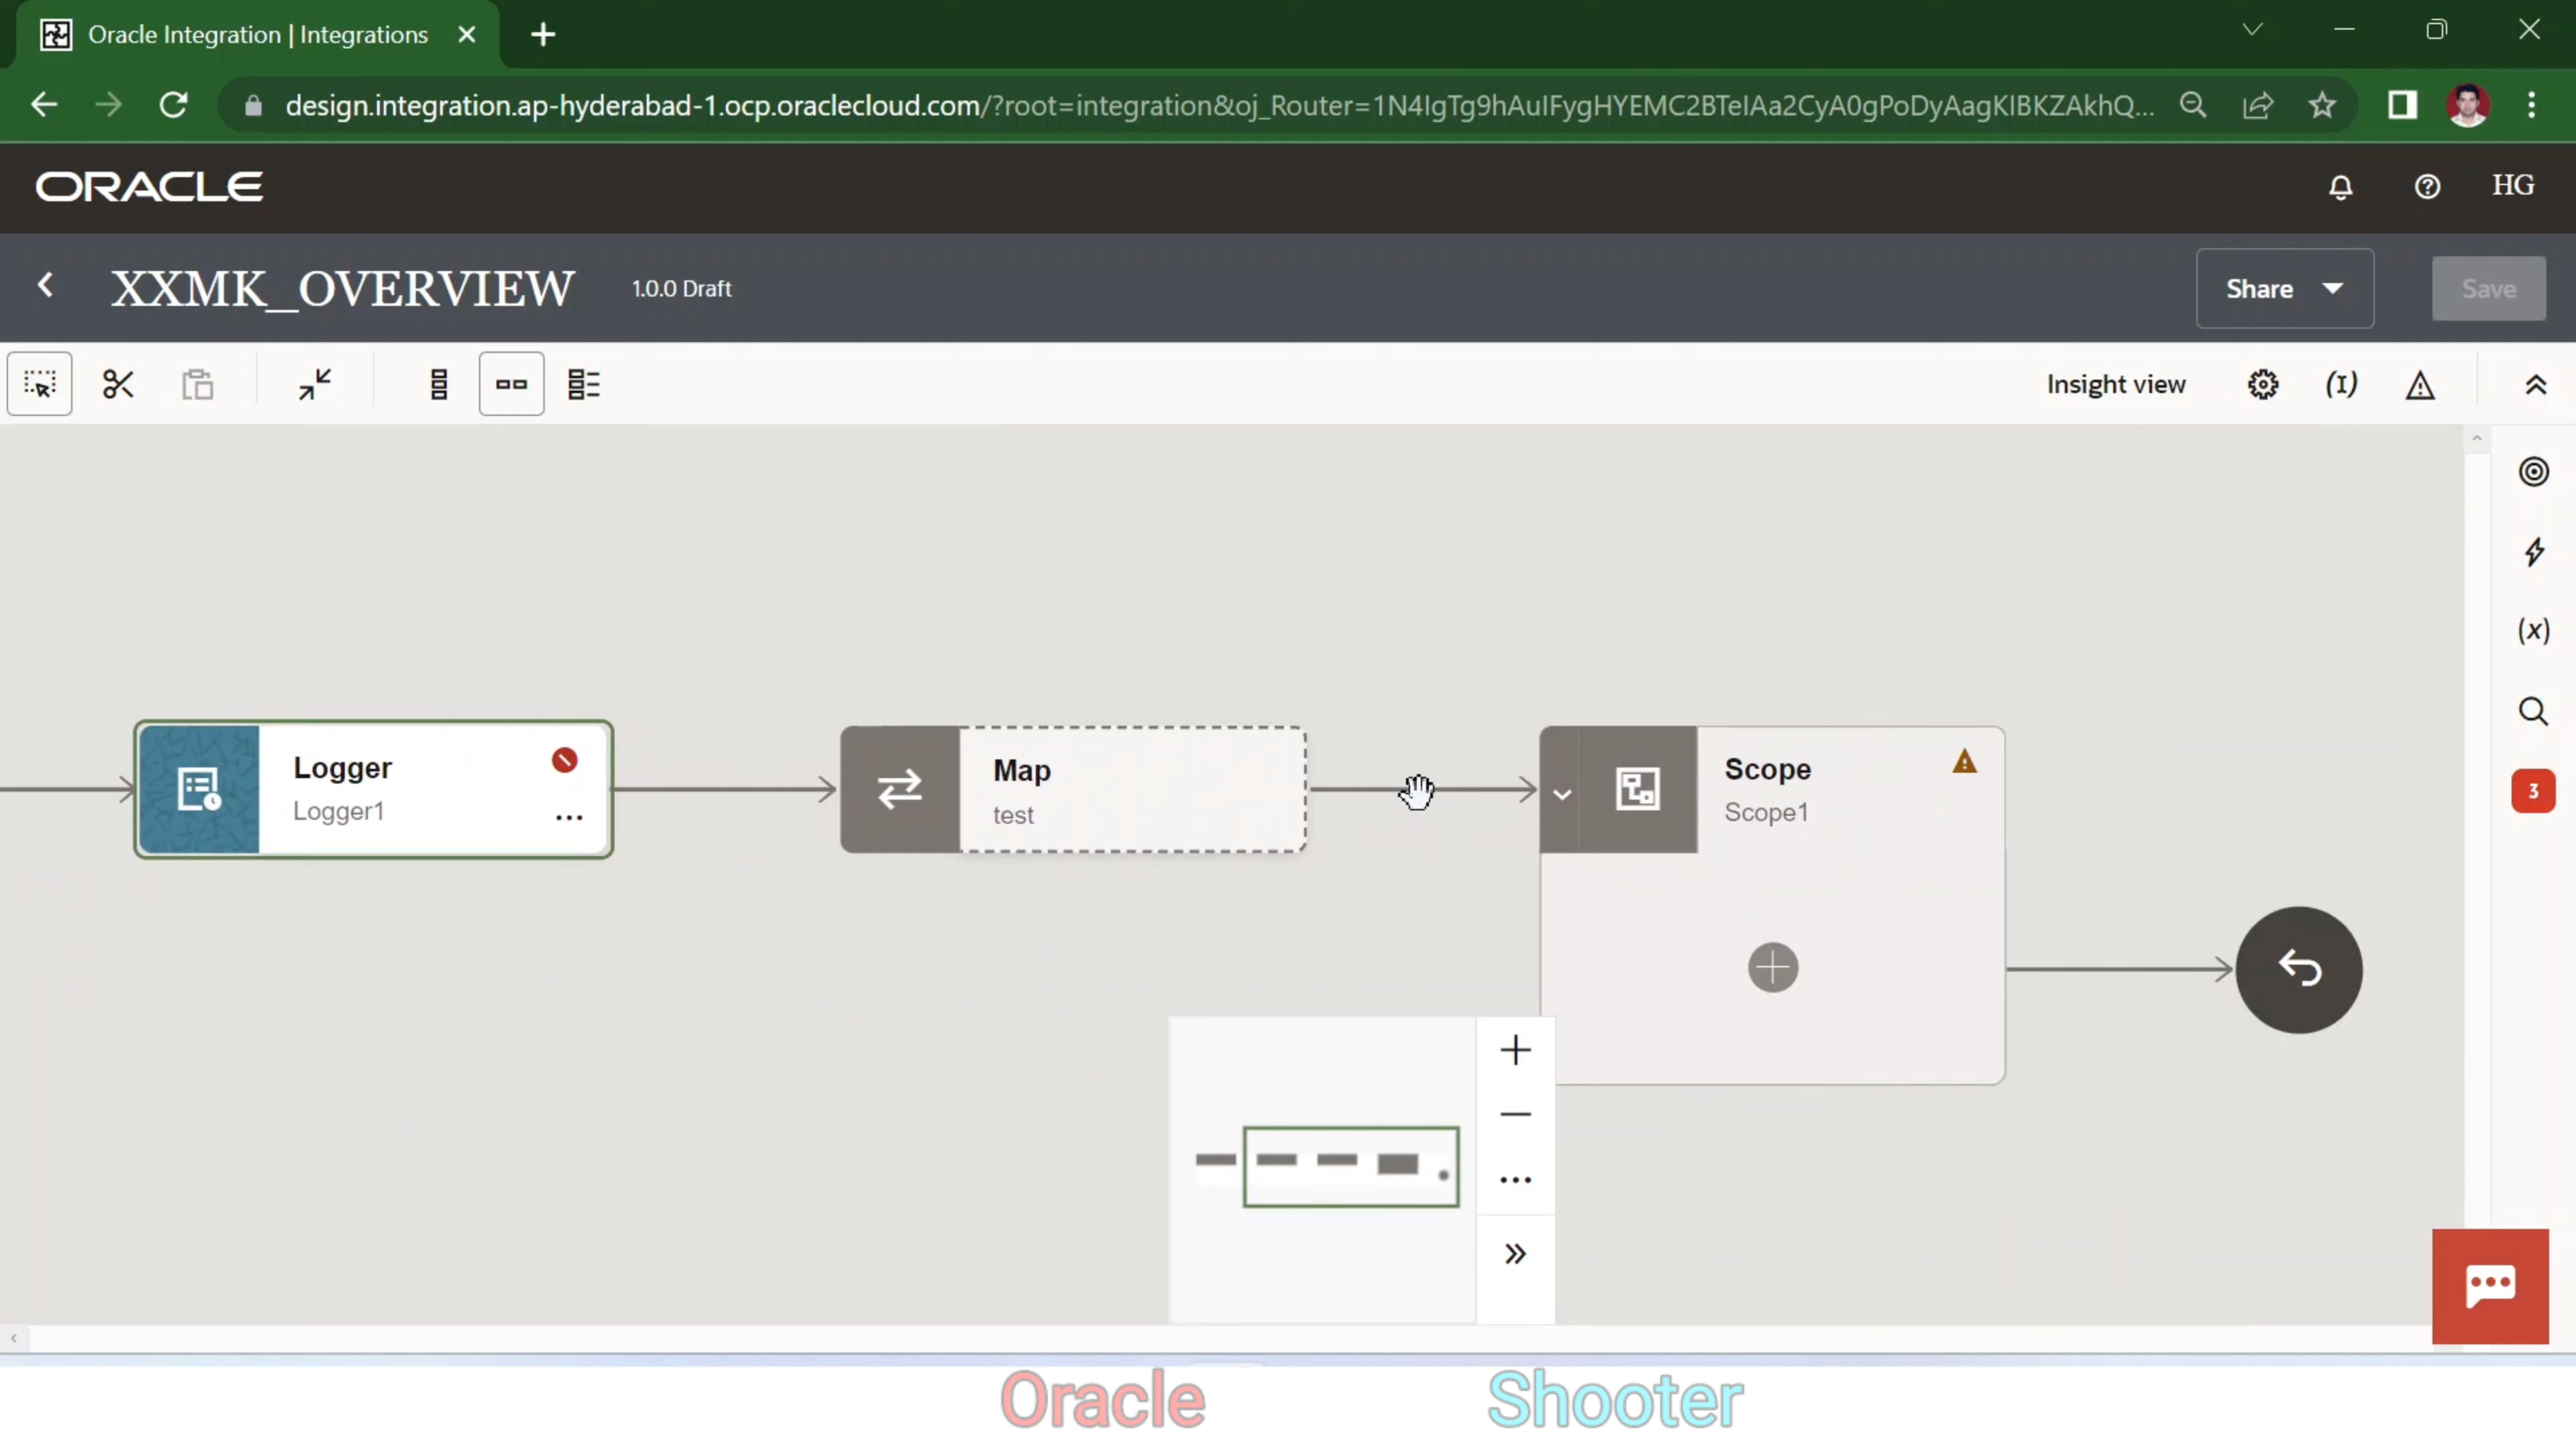 Oracle Integration | Integrations
design.integration.ap-hyderabad-1.ocp.oraclecloud.com/?root=integration&oj_Router=1N4IgTg9hAuIFygHYEMC2BTeIAa2CyA0gPoDyAagKIBKZAkhQ...
ORACLE
HG
XXMK_OVERVIEW 1.0.0 Draft
Share
Save
Insight view
(I)
(x)
Logger
Logger1
Map
test
Scope
Scope1
3
Oracle Shooter